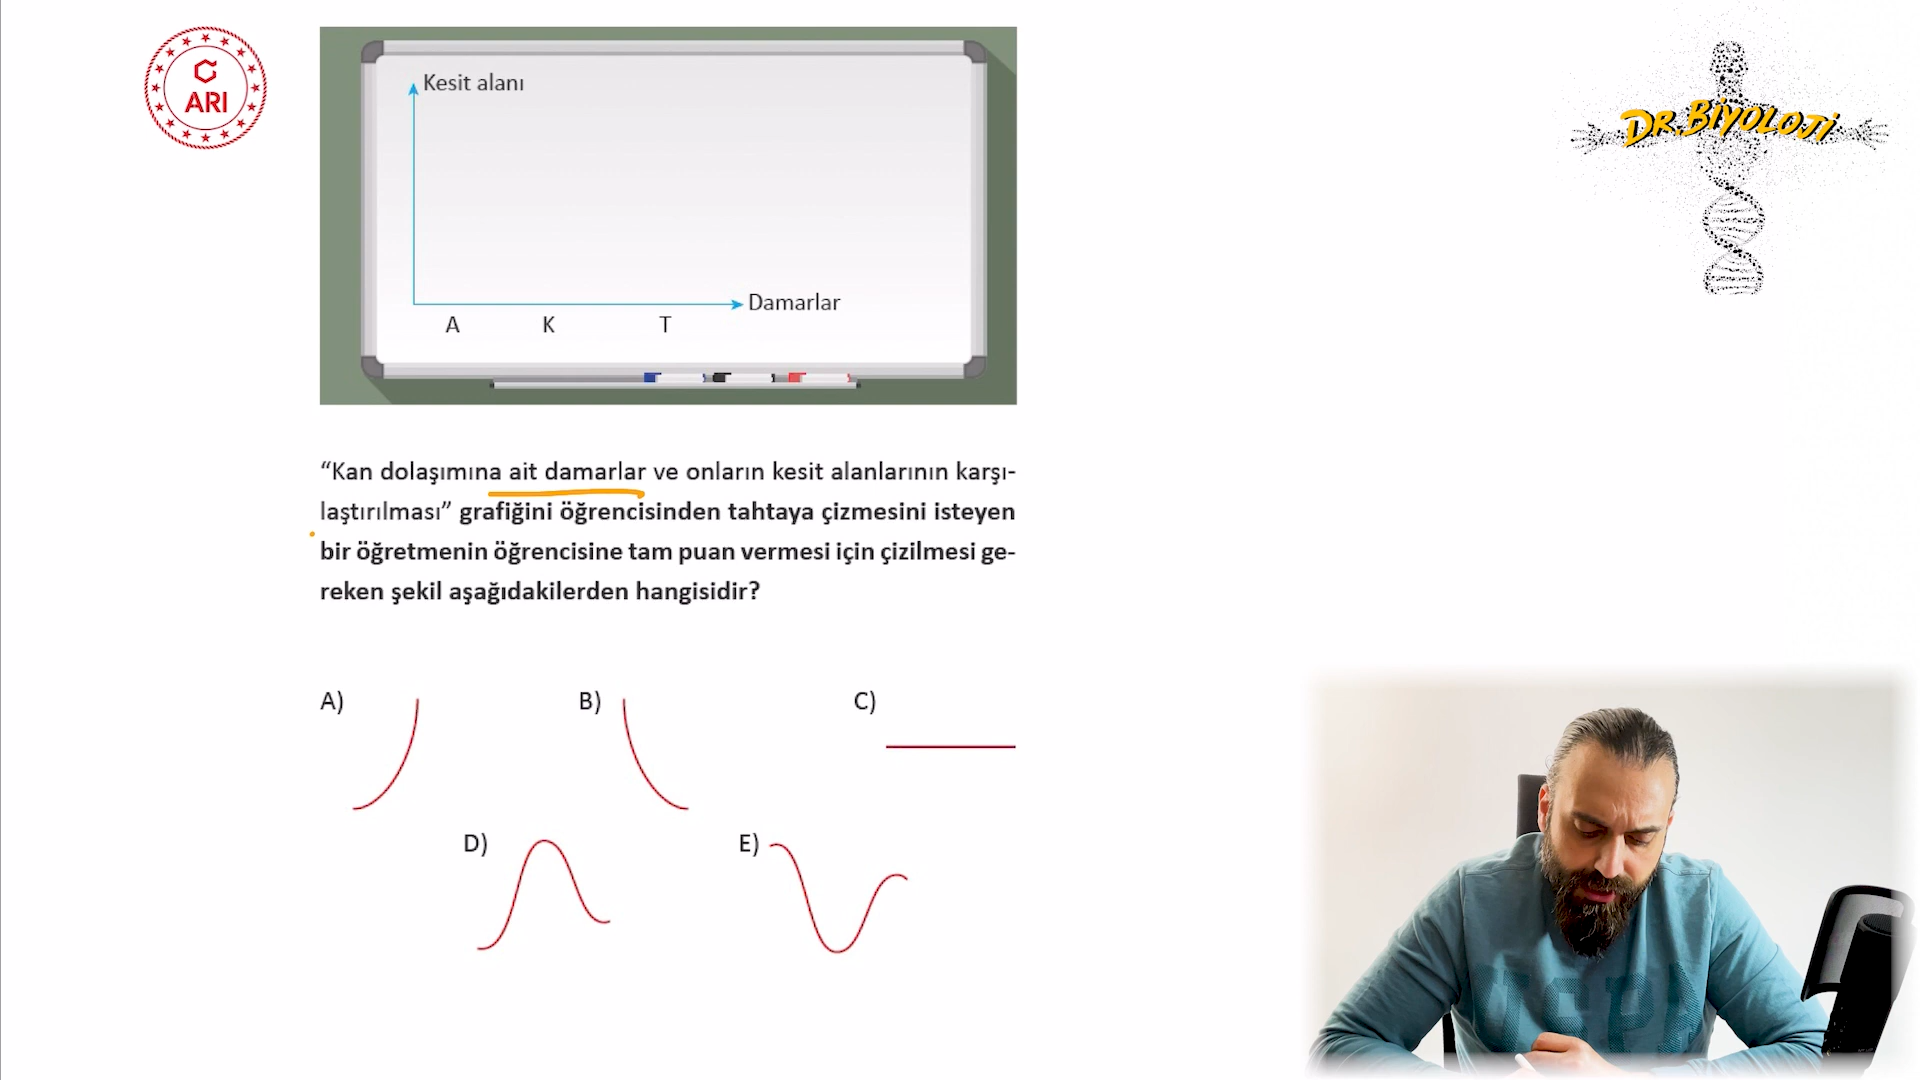 ARI
DR.BİYOLOJİ
Kesit alanı
Damarlar
A K T
“Kan dolaşımına ait damarlar ve onların kesit alanlarının karşı-
laştırılması” grafiğini öğrencisinden tahtaya çizmesini isteyen
bir öğretmenin öğrencisine tam puan vermesi için çizilmesi ge-
reken şekil aşağıdakilerden hangisidir?
A) B) C)
D) E)